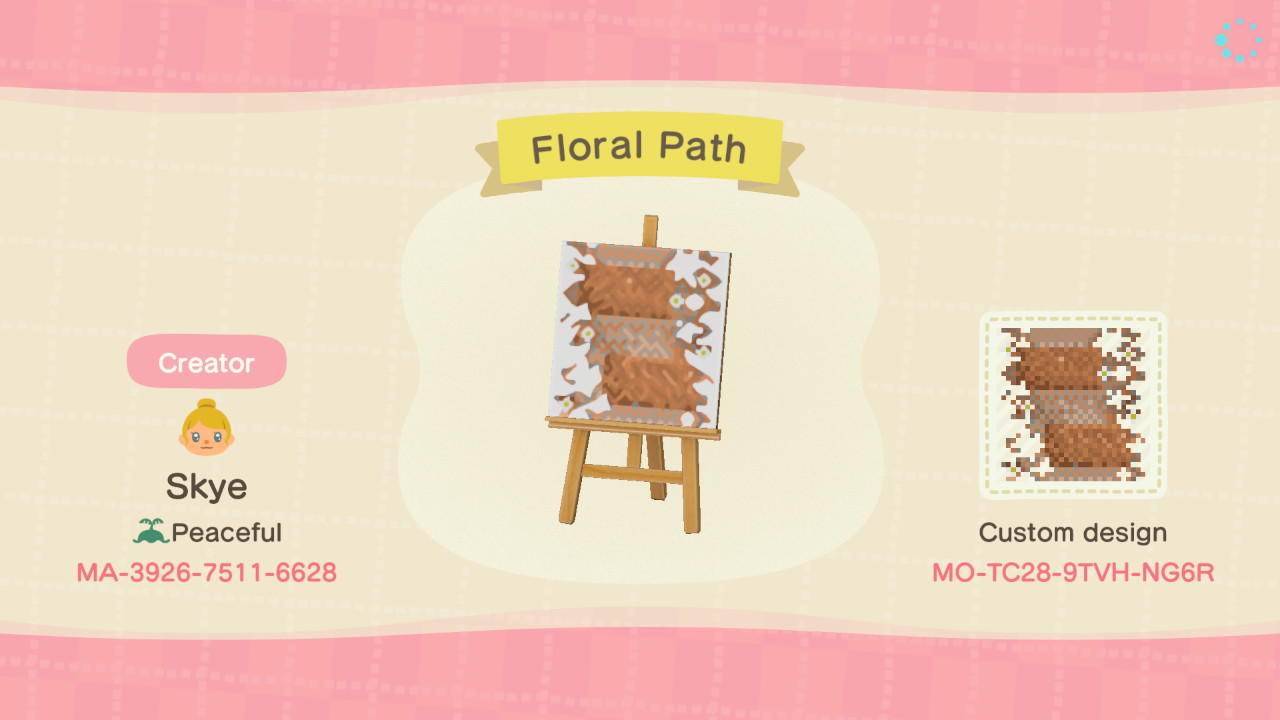 Floral Path
Creator
Skye
Peaceful
MA-3926-7511-6628
Custom design
MO-TC28-9TVH-NG6R